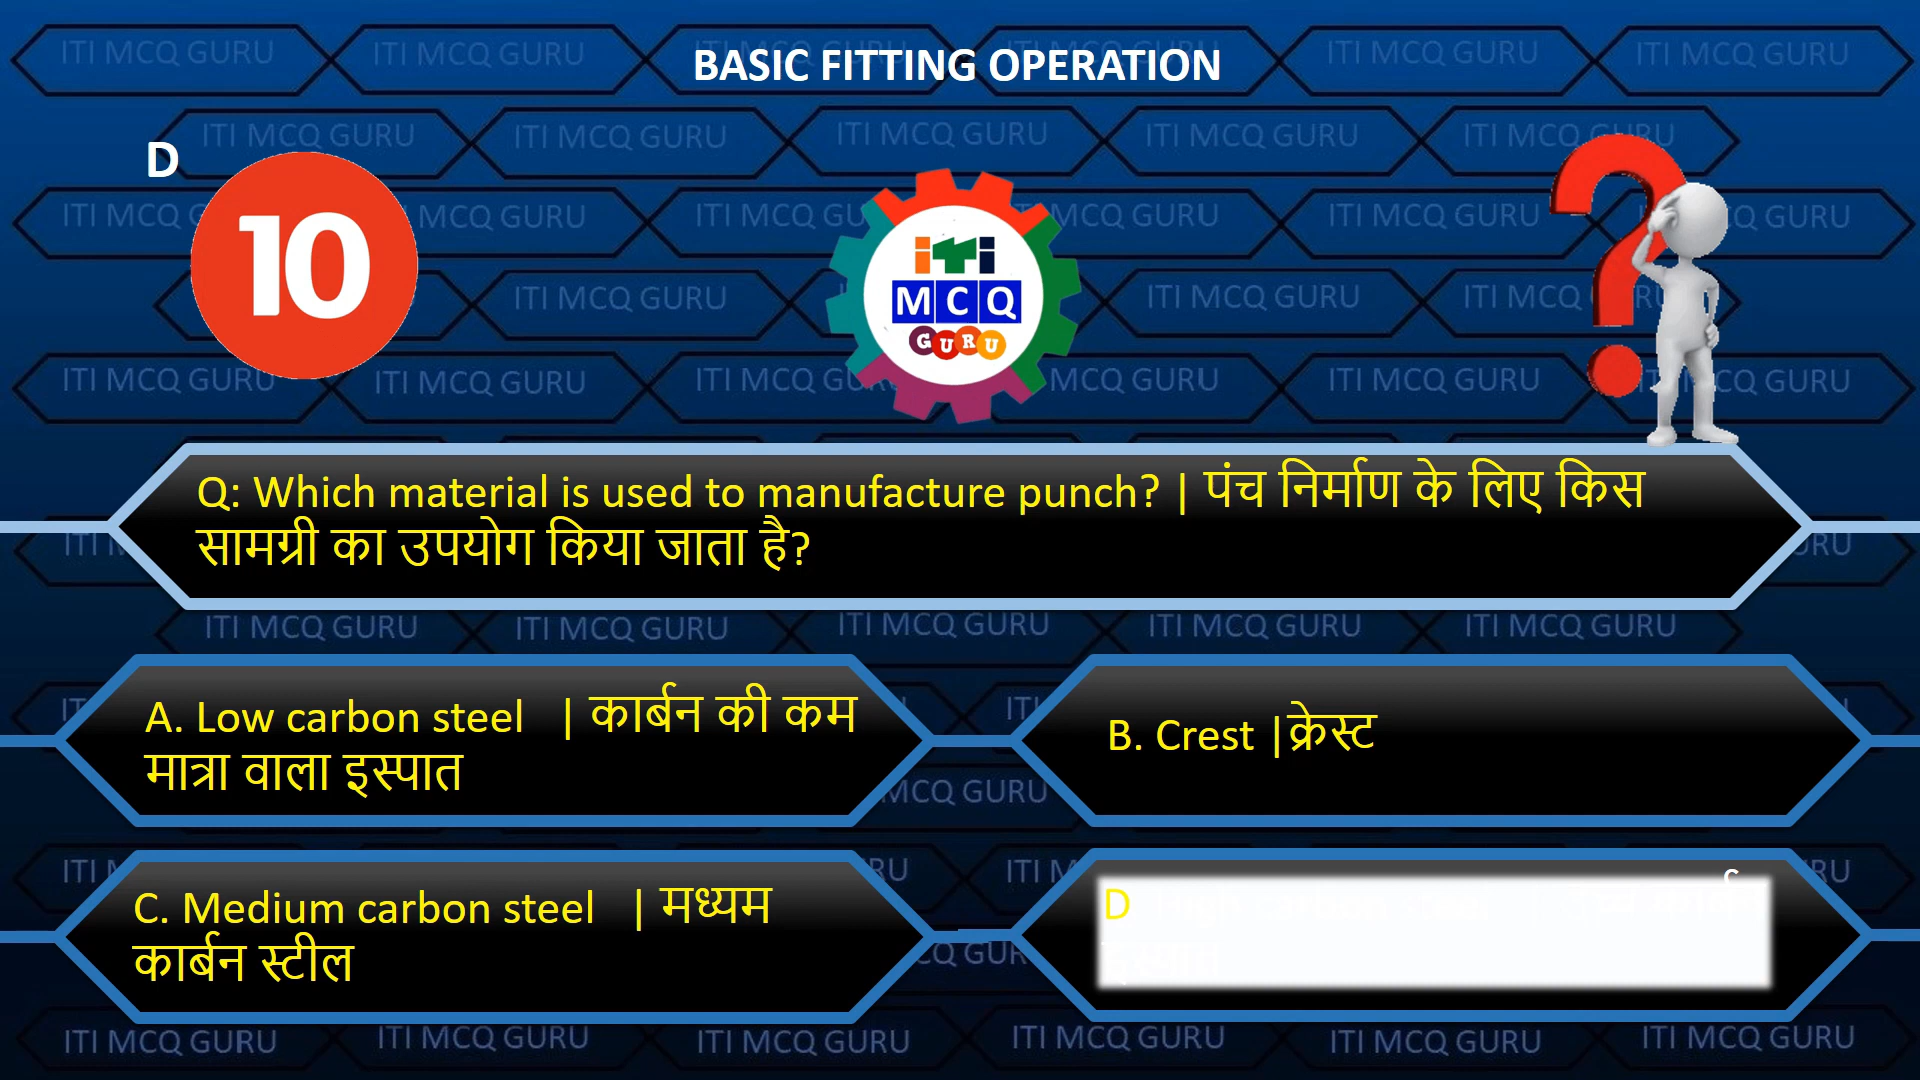 BASIC FITTING OPERATION
D
10
iTi
MCQ
GURU
Q: Which material is used to manufacture punch? | पंच निर्माण के लिए किस
सामग्री का उपयोग किया जाता है?
A. Low carbon steel | कार्बन की कम
मात्रा वाला इस्पात
B. Crest |क्रेस्ट
C. Medium carbon steel | मध्यम
कार्बन स्टील
D
ITI MCQ GURU